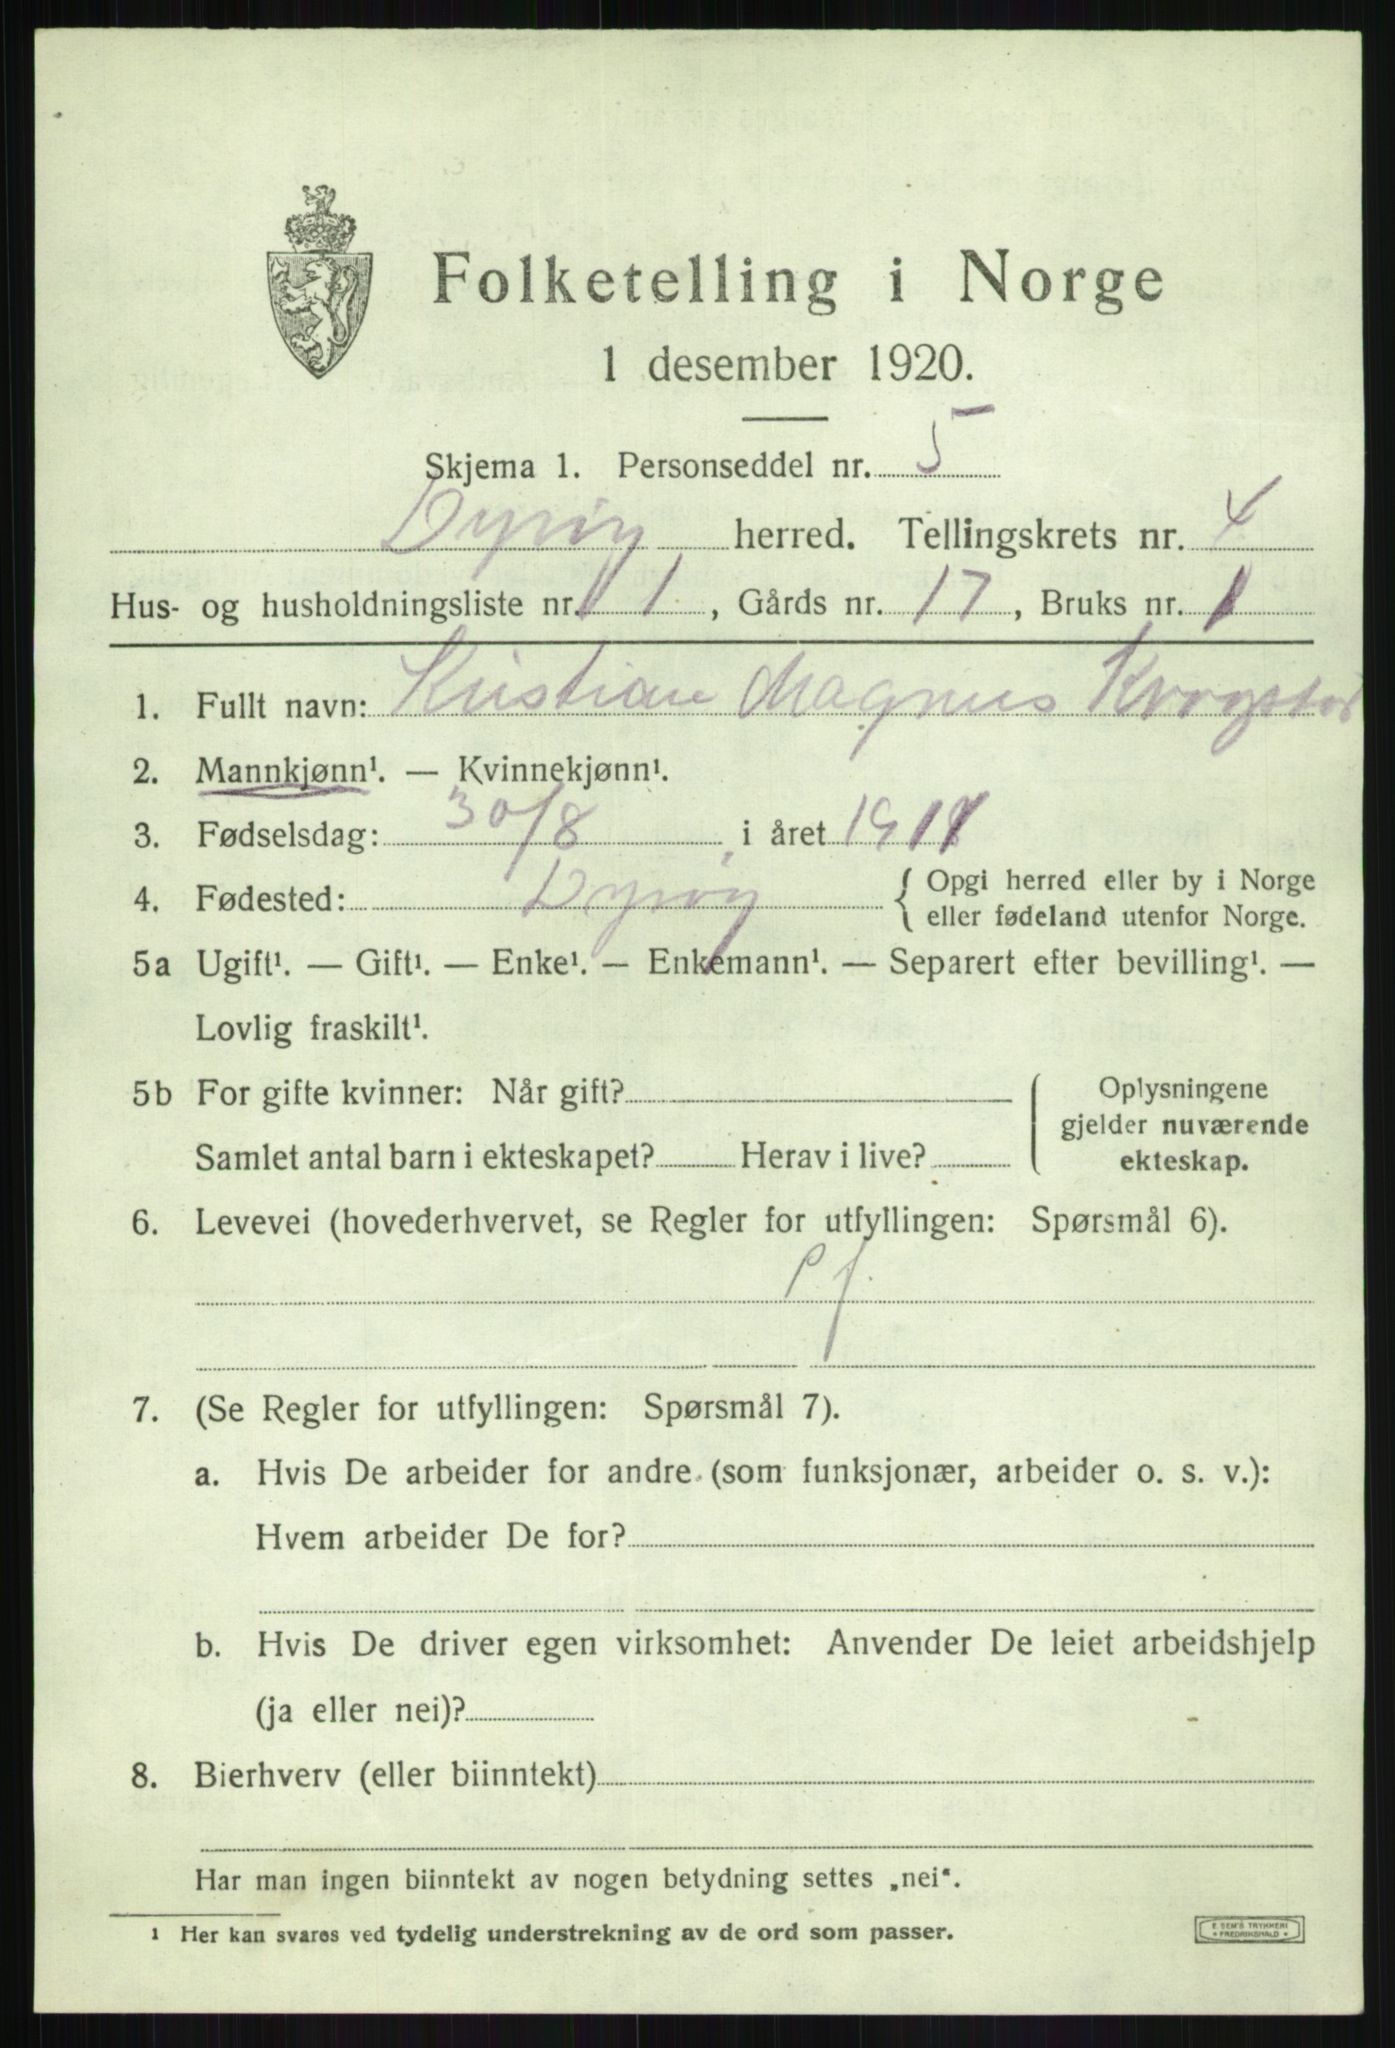 Folketelling i Norge
1 desember 1920.
Skjema 1. Personseddel nr. 5
Dyrøy herred. Tellingskrets nr. 4
Hus- og husholdningsliste nr. 1, Gårds nr. 17, Bruks nr. 1
1. Fullt navn: Kristian Magnus
2. Mannkjønn¹. — Kvinnekjønn¹.
3. Fødselsdag: 30/8 i året
4. Fødested: Dyrøy { Opgi herred eller by i Norge
eller fødeland utenfor Norge.
5a Ugift¹. — Gift¹. — Enke¹. — Enkemann¹. — Separert efter bevilling¹. —
Lovlig fraskilt¹.
5b For gifte kvinner: Når gift?
Samlet antal barn i ekteskapet? Herav i live?
Oplysningene
gjelder nuværende
ekteskap.
6. Levevei (hovederhvervet, se Regler for utfyllingen: Spørsmål 6).
7. (Se Regler for utfyllingen: Spørsmål 7).
a. Hvis De arbeider for andre (som funksjonær, arbeider o. s. v.):
Hvem arbeider De for?
b. Hvis De driver egen virksomhet: Anvender De leiet arbeidshjelp
(ja eller nei)?
8. Bierhverv (eller biinntekt)
Har man ingen biinntekt av nogen betydning settes „nei“.
1 Her kan svares ved tydelig understrekning av de ord som passer.
E. SEM'S TRYKKERI
* FREDRIKSHALD *